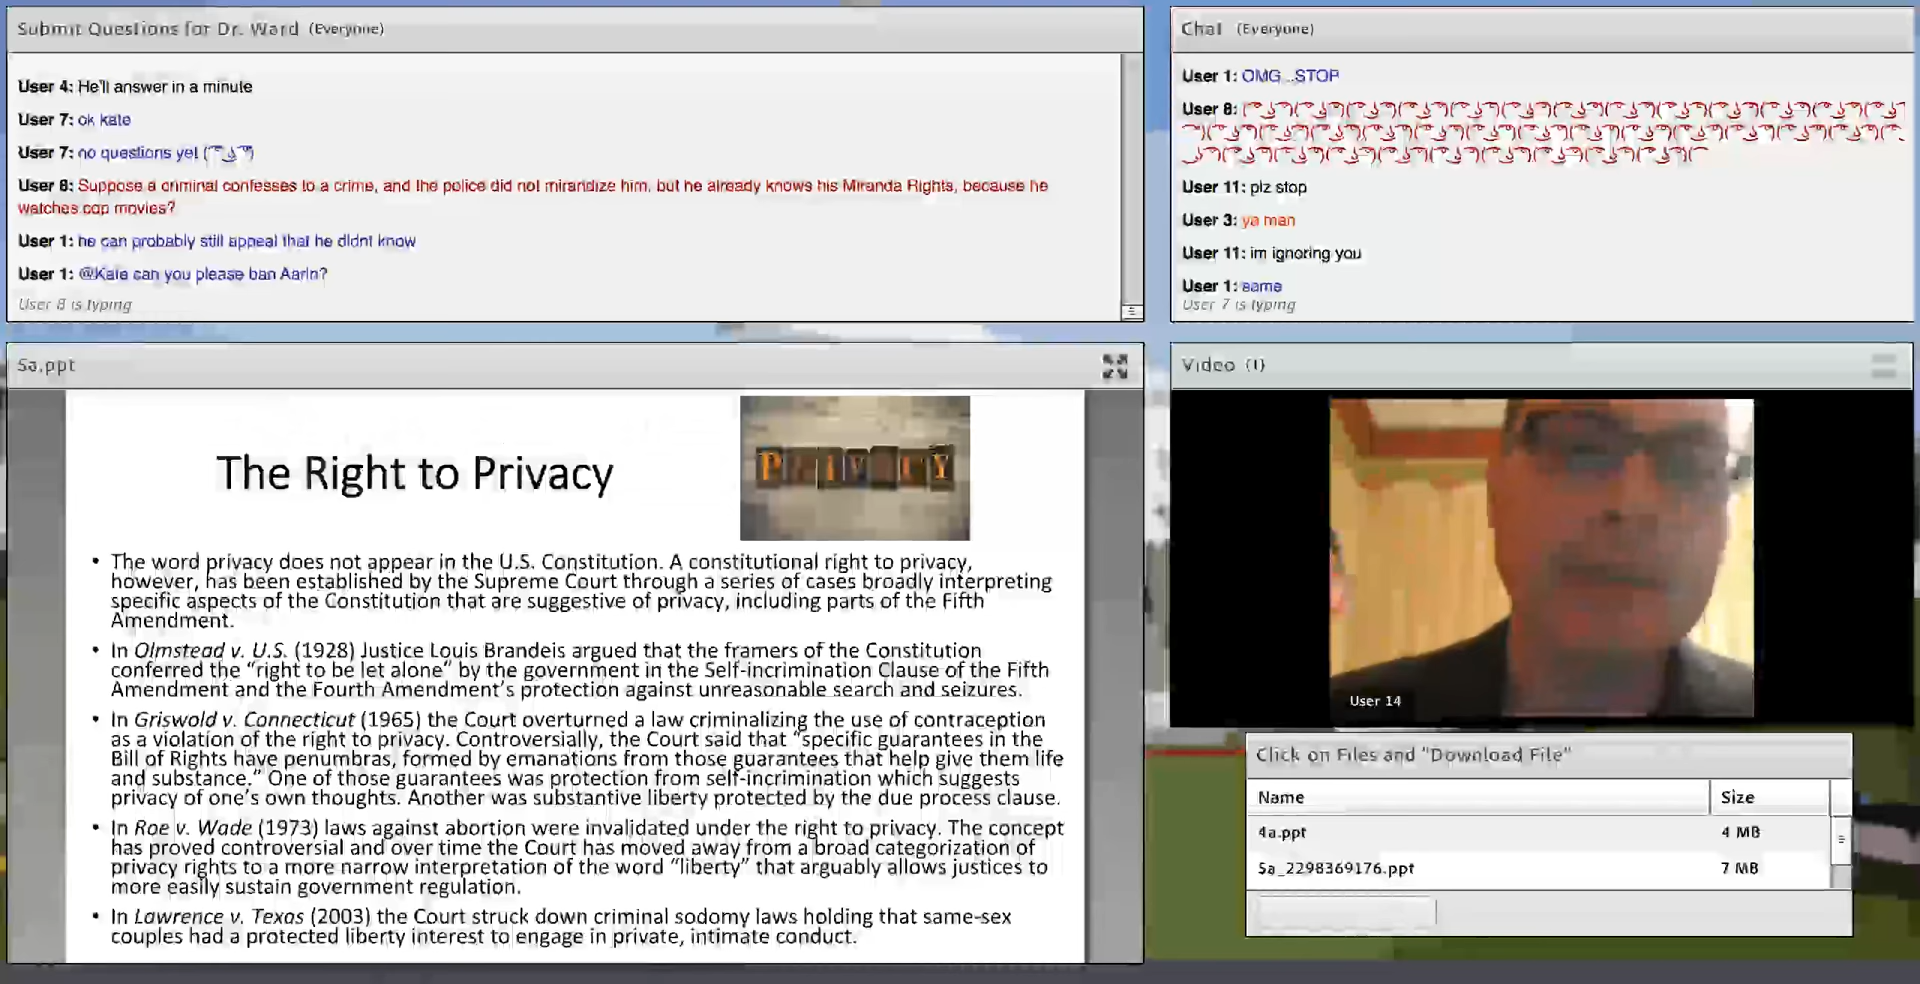 Submit Questions for Dr. Ward (Everyone)
User 4: He'll answer in a minute
User 7: ok kate
User 7: no questions yet ( ͡° ͜ʖ ͡°)
User 8: Suppose a criminal confesses to a crime, and the police did not mirandize him, but he already knows his Miranda Rights, because he
watches cop movies?
User 1: he can probably still appeal that he didnt know
User 1: @Kate can you please ban Aarin?
User 8 is typing
Chat (Everyone)
User 1: OMG...STOP
User 8:
User 11: plz stop
User 3: ya man
User 11: im ignoring you
User 1: same
User 7 is typing
5a.ppt
The Right to Privacy
PRIVACY
• The word privacy does not appear in the U.S. Constitution. A constitutional right to privacy,
however, has been established by the Supreme Court through a series of cases broadly interpreting
specific aspects of the Constitution that are suggestive of privacy, including parts of the Fifth
Amendment.
• In Olmstead v. U.S. (1928) Justice Louis Brandeis argued that the framers of the Constitution
conferred the “right to be let alone” by the government in the Self-incrimination Clause of the Fifth
Amendment and the Fourth Amendment’s protection against unreasonable search and seizures.
• In Griswold v. Connecticut (1965) the Court overturned a law criminalizing the use of contraception
as a violation of the right to privacy. Controversially, the Court said that “specific guarantees in the
Bill of Rights have penumbras, formed by emanations from those guarantees that help give them life
and substance.” One of those guarantees was protection from self-incrimination which suggests
privacy of one’s own thoughts. Another was substantive liberty protected by the due process clause.
• In Roe v. Wade (1973) laws against abortion were invalidated under the right to privacy. The concept
has proved controversial and over time the Court has moved away from a broad categorization of
privacy rights to a more narrow interpretation of the word “liberty” that arguably allows justices to
more easily sustain government regulation.
• In Lawrence v. Texas (2003) the Court struck down criminal sodomy laws holding that same-sex
couples had a protected liberty interest to engage in private, intimate conduct.
Video (1)
User 14
Click on Files and "Download File"
Name Size
4a.ppt 4 MB
5a_2298369176.ppt 7 MB